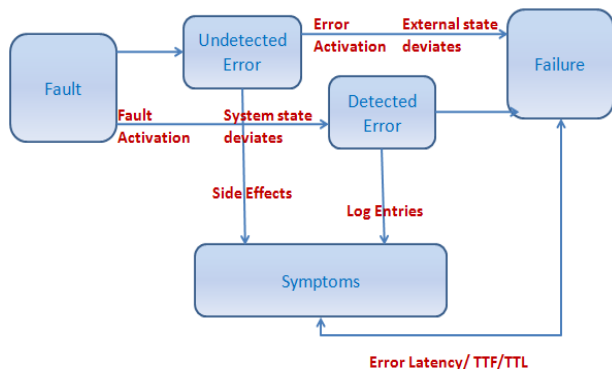 Error
Activation
External state
deviates
Undetected
Error
Fault
Failure
Detected
Error
Fault
Activation
System state
deviates
Side Effects
Log Entries
Symptoms
Error Latency/ TTF/TTL